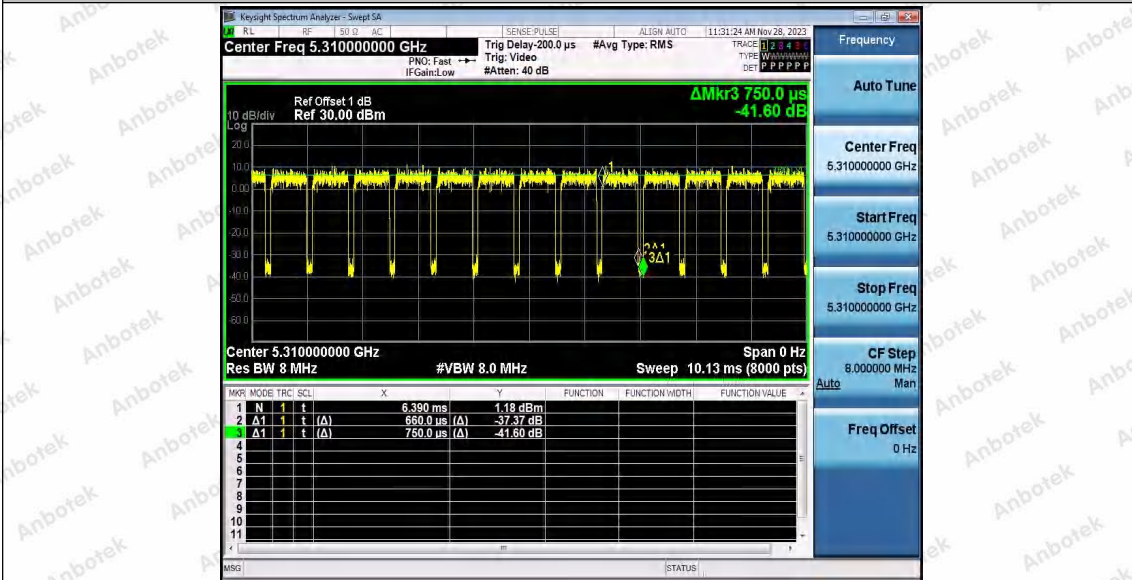 Keysight Spectrum Analyzer - Swept SA
RL RF 50 Ω AC SENSE:PULSE ALIGN AUTO 11:31:24 AM Nov 28, 2023
Center Freq 5.310000000 GHz
PNO: Fast
IFGain:Low
Trig Delay-200.0 µs
Trig: Video
#Atten: 40 dB
#Avg Type: RMS
TRACE 1 2 3 4 5 6
TYPE WWWWWW
DET P P P P P P
ΔMkr3 750.0 µs
-41.60 dB
Ref Offset 1 dB
10 dB/div Ref 30.00 dBm
Log
20.0
10.0
0.00
-10.0
-20.0
-30.0
-40.0
-50.0
-60.0
1
3Δ1
Center 5.310000000 GHz Span 0 Hz
Res BW 8 MHz #VBW 8.0 MHz Sweep 10.13 ms (8000 pts)
MKR MODE TRC SCL X Y FUNCTION FUNCTION WIDTH FUNCTION VALUE
1 N 1 t 6.390 ms 1.18 dBm
2 Δ1 1 t (Δ) 660.0 µs (Δ) -37.37 dB
3 Δ1 1 t (Δ) 750.0 µs (Δ) -41.60 dB
4
5
6
7
8
9
10
11
MSG STATUS
Frequency
Auto Tune
Center Freq
5.310000000 GHz
Start Freq
5.310000000 GHz
Stop Freq
5.310000000 GHz
CF Step
8.000000 MHz
Auto Man
Freq Offset
0 Hz
Anbotek